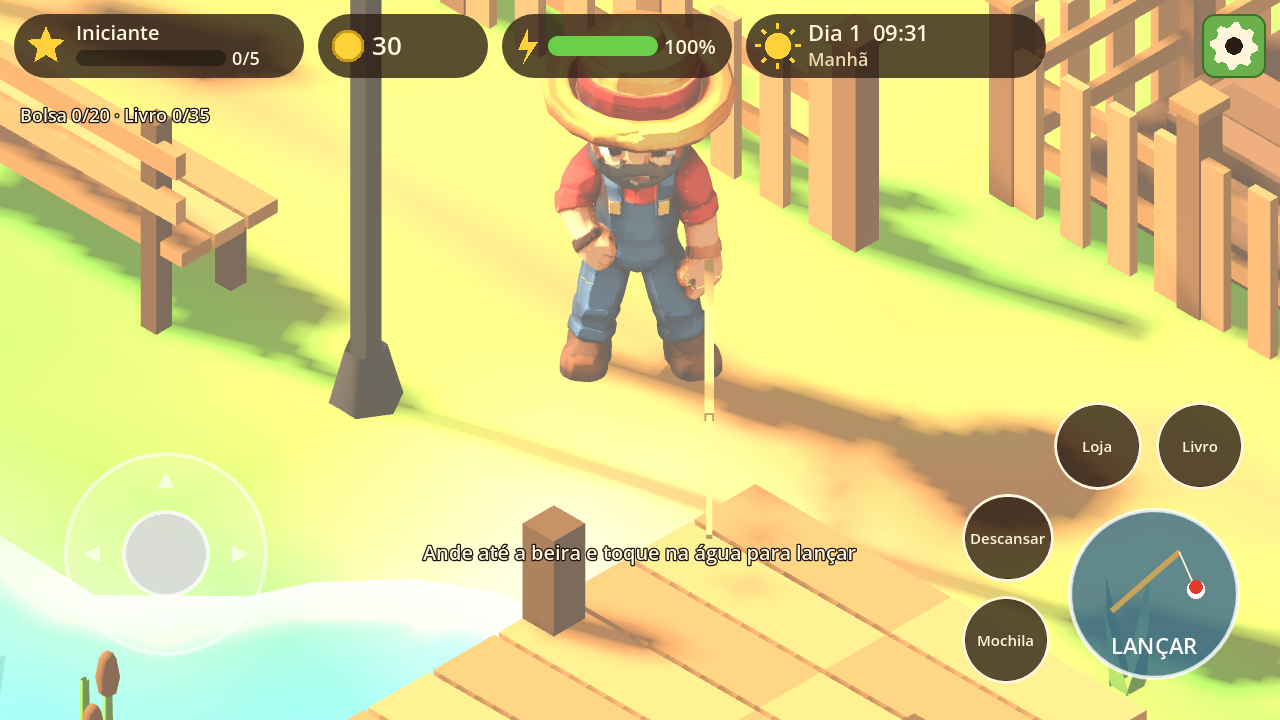 Iniciante
0/5
30
100%
Dia 1 09:31
Manhã
Bolsa 0/20 · Livro 0/35
Loja
Livro
Descansar
Ande até a beira e toque na água para lançar
Mochila
LANÇAR